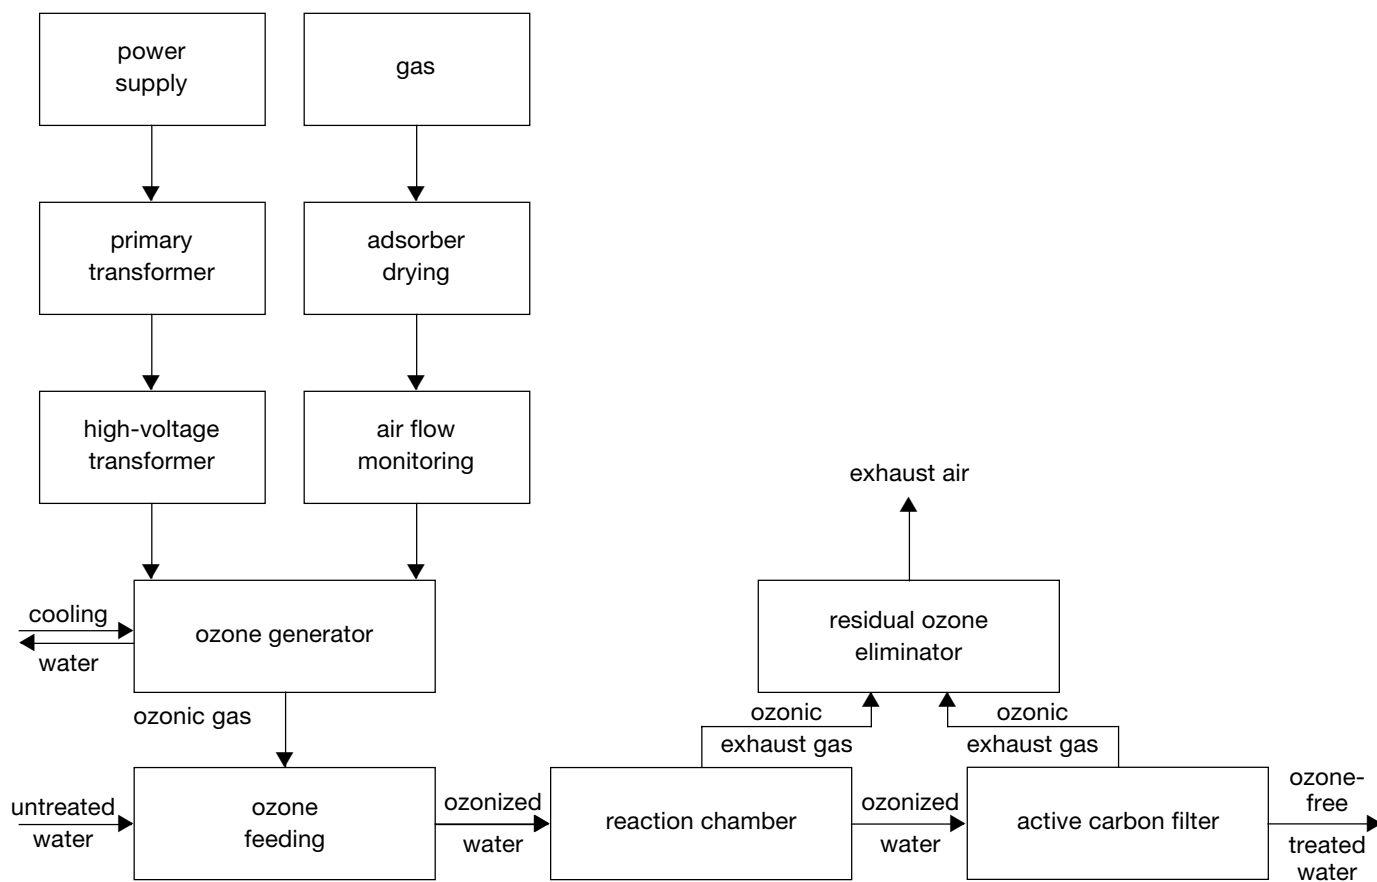 power
supply
gas
primary
transformer
adsorber
drying
high-voltage
transformer
air flow
monitoring
exhaust air
cooling
water
ozone generator
residual ozone
eliminator
ozonic gas
ozonic
exhaust gas
ozonic
exhaust gas
untreated
water
ozone
feeding
ozonized
water
reaction chamber
ozonized
water
active carbon filter
ozone-
free
treated
water